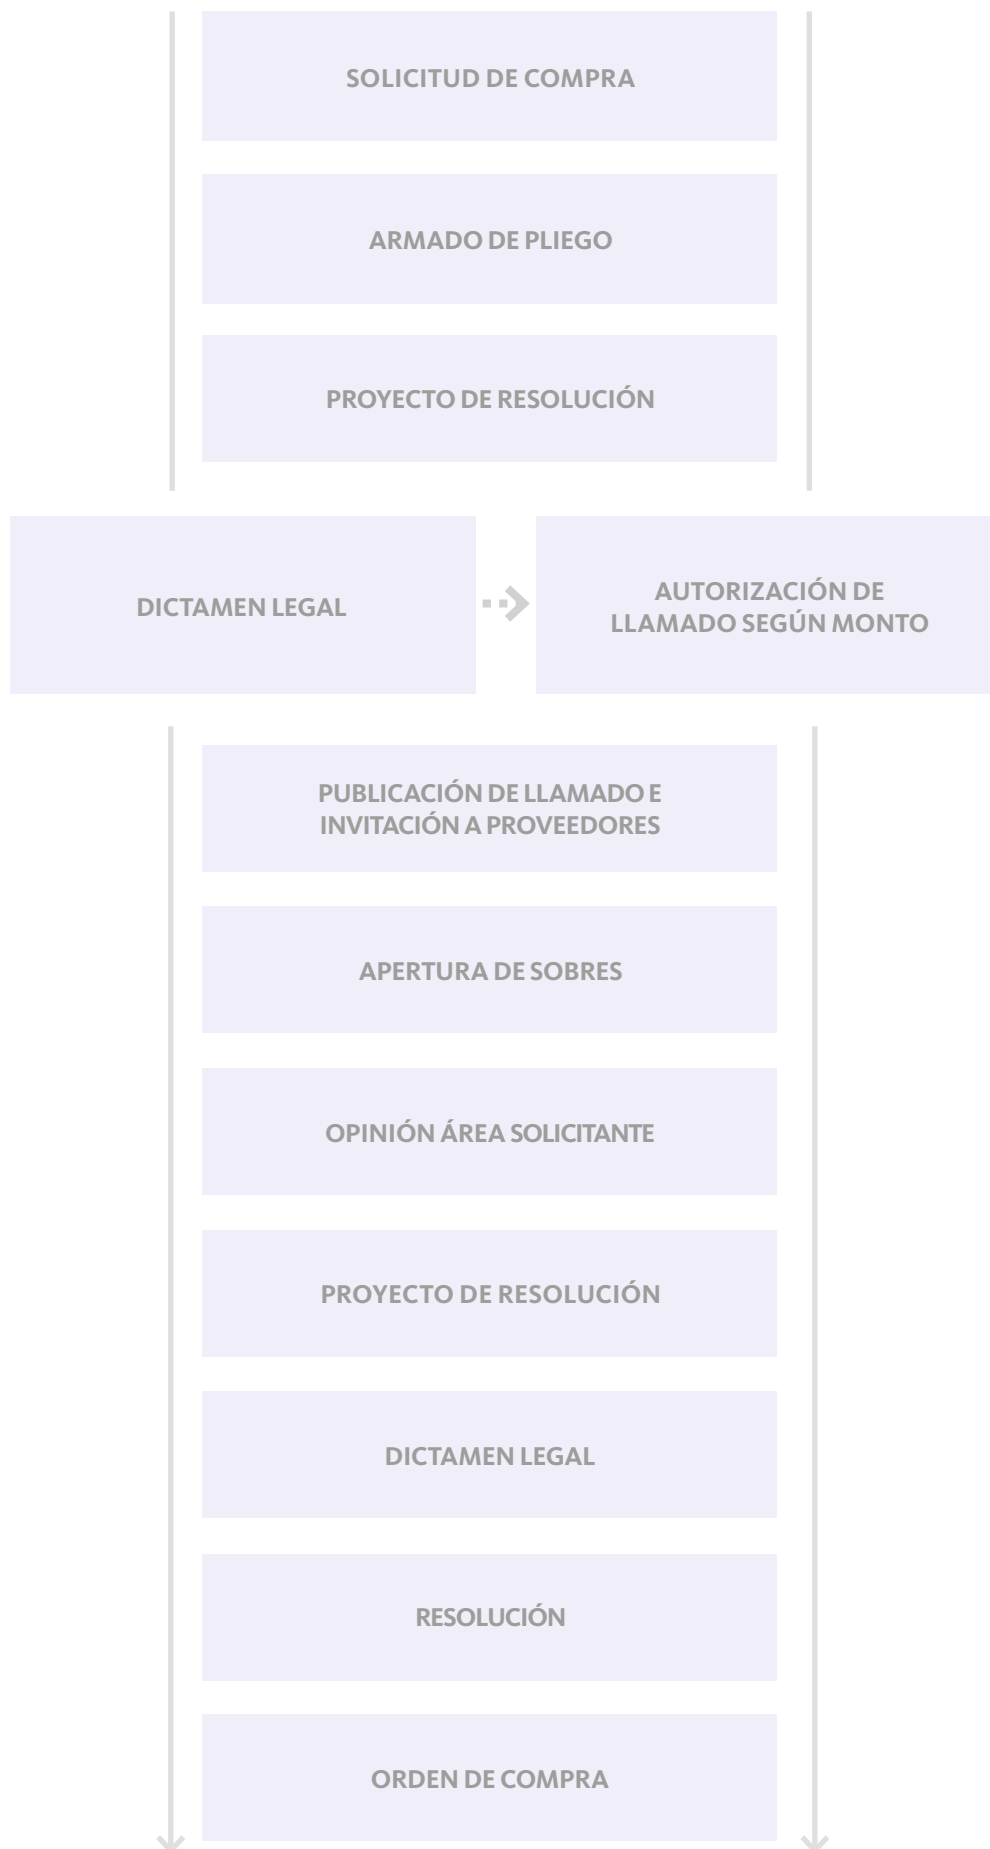 SOLICITUD DE COMPRA
ARMADO DE PLIEGO
PROYECTO DE RESOLUCIÓN
DICTAMEN LEGAL
AUTORIZACIÓN DE
LLAMADO SEGÚN MONTO
PUBLICACIÓN DE LLAMADO E
INVITACIÓN A PROVEEDORES
APERTURA DE SOBRES
OPINIÓN ÁREA SOLICITANTE
PROYECTO DE RESOLUCIÓN
DICTAMEN LEGAL
RESOLUCIÓN
ORDEN DE COMPRA